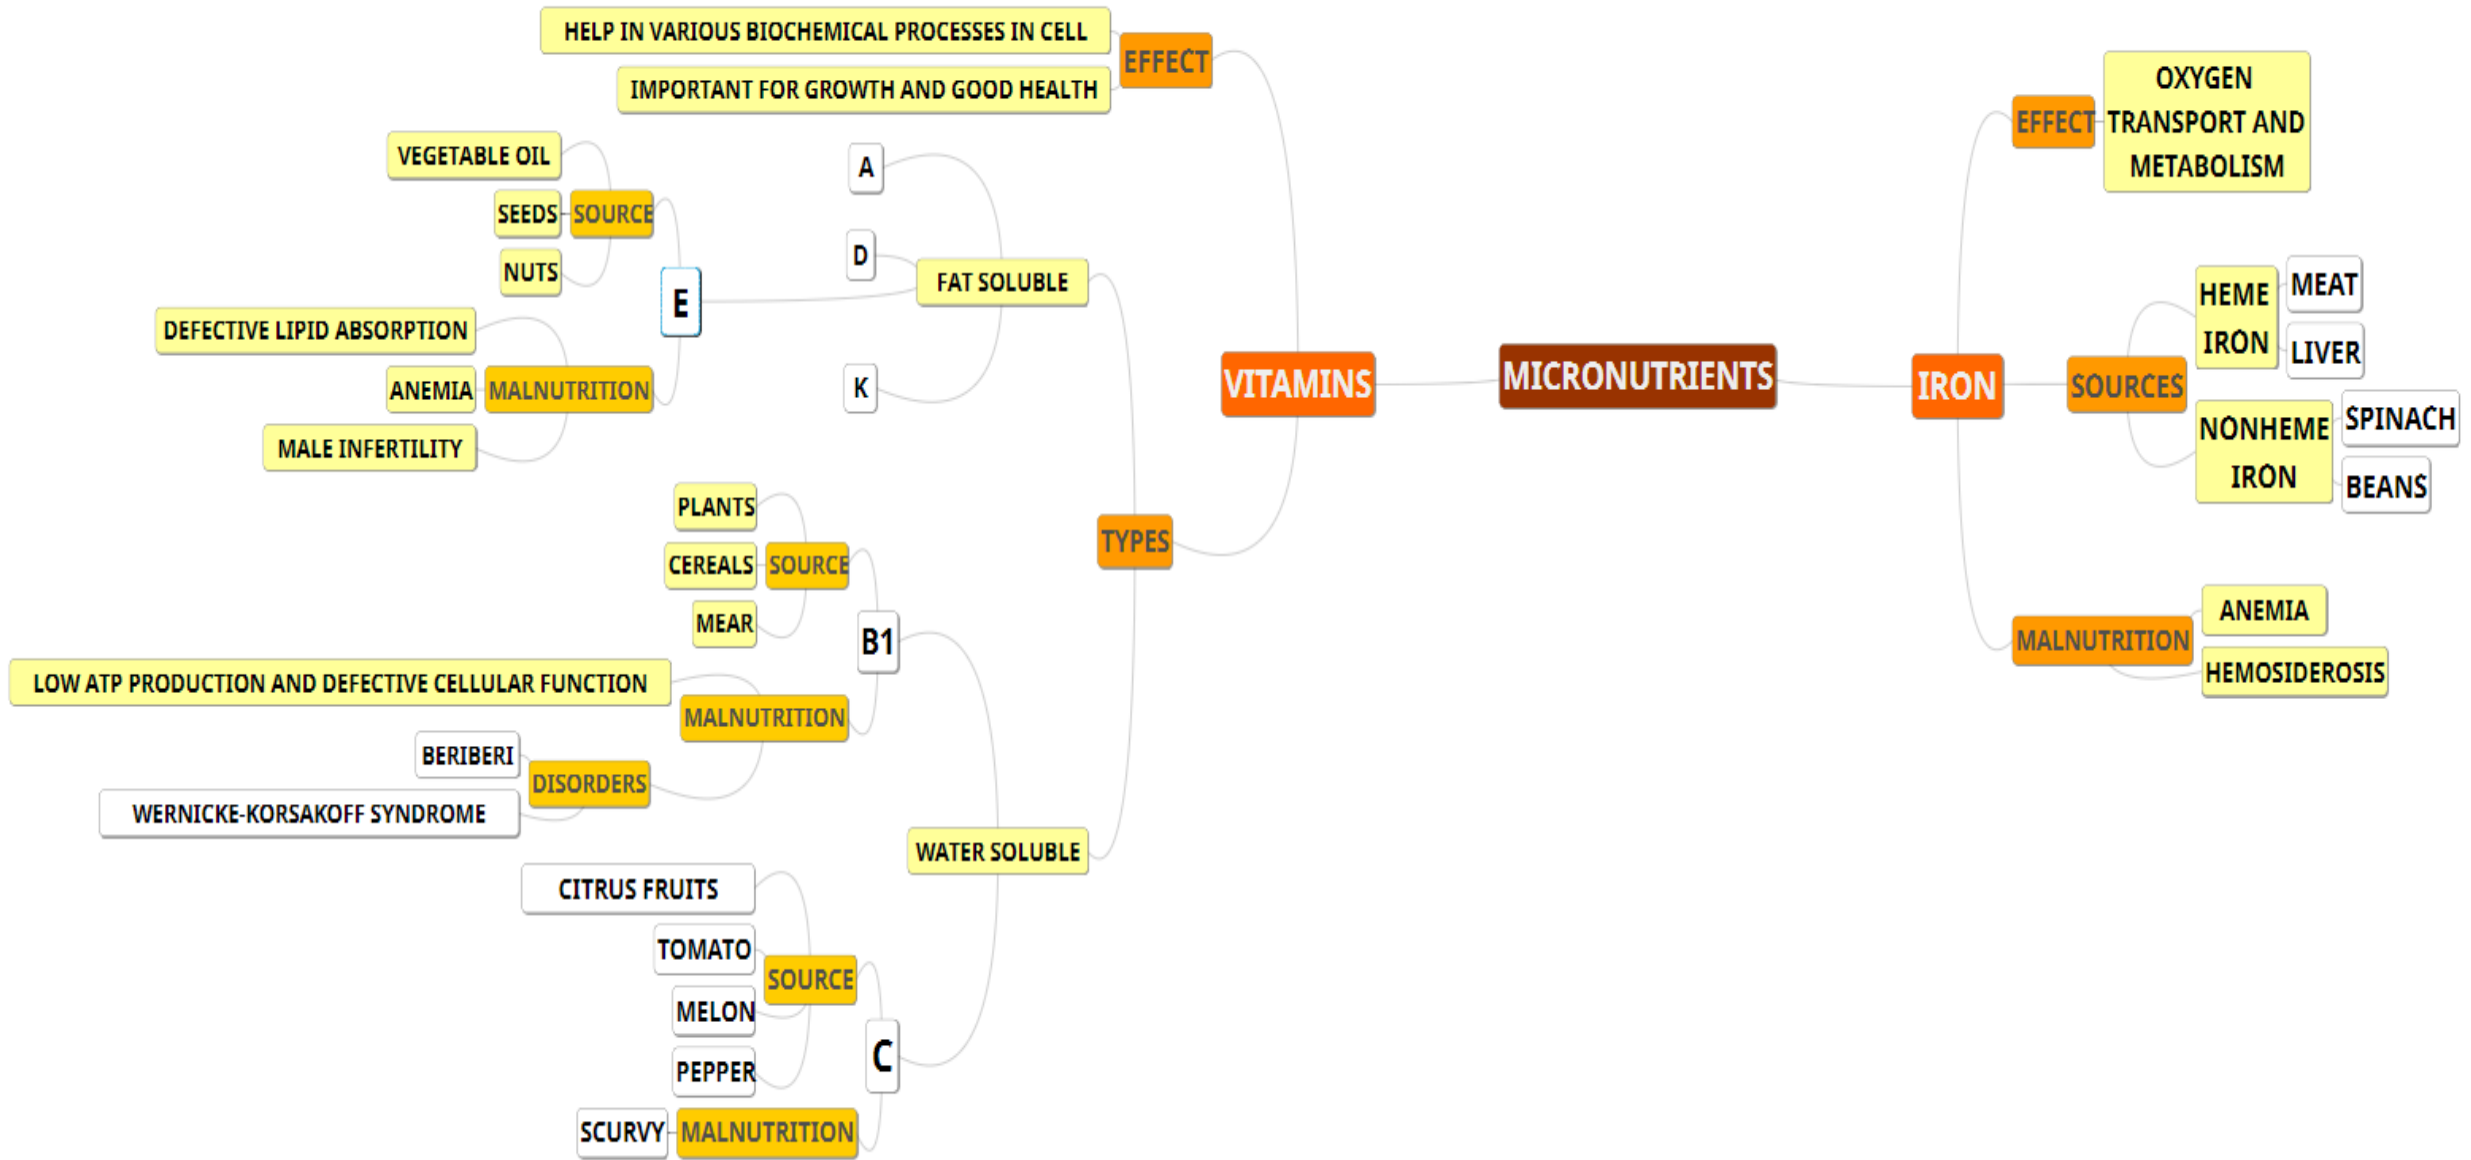 MICRONUTRIENTS
VITAMINS
EFFECT
HELP IN VARIOUS BIOCHEMICAL PROCESSES IN CELL
IMPORTANT FOR GROWTH AND GOOD HEALTH
TYPES
FAT SOLUBLE
A
D
E
SOURCE
VEGETABLE OIL
SEEDS
NUTS
MALNUTRITION
DEFECTIVE LIPID ABSORPTION
ANEMIA
MALE INFERTILITY
K
WATER SOLUBLE
B1
SOURCE
PLANTS
CEREALS
MEAR
MALNUTRITION
LOW ATP PRODUCTION AND DEFECTIVE CELLULAR FUNCTION
DISORDERS
BERIBERI
WERNICKE-KORSAKOFF SYNDROME
C
SOURCE
CITRUS FRUITS
TOMATO
MELON
PEPPER
MALNUTRITION
SCURVY
IRON
EFFECT
OXYGEN
TRANSPORT AND
METABOLISM
SOURCES
HEME
IRON
MEAT
LIVER
NONHEME
IRON
SPINACH
BEANS
MALNUTRITION
ANEMIA
HEMOSIDEROSIS